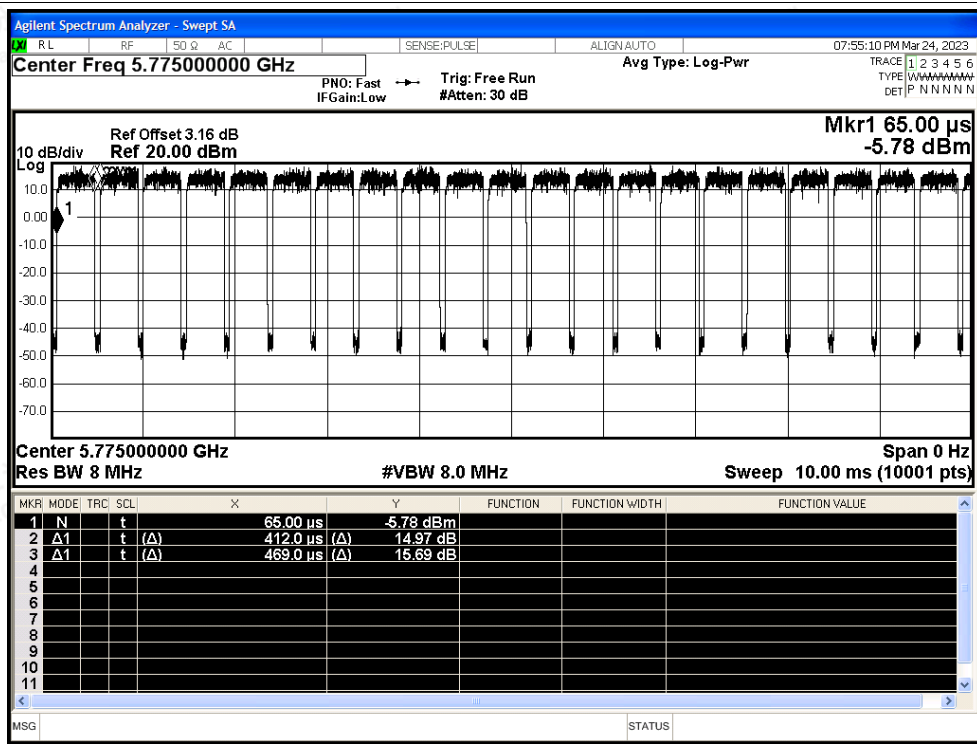 Agilent Spectrum Analyzer - Swept SA
LXI RL RF 50 Ω AC SENSE:PULSE ALIGN AUTO 07:55:10 PM Mar 24, 2023
Center Freq 5.775000000 GHz Avg Type: Log-Pwr TRACE 1 2 3 4 5 6
PNO: Fast Trig: Free Run TYPE WWWWWW
IFGain:Low #Atten: 30 dB DET P N N N N N
Mkr1 65.00 µs
Ref Offset 3.16 dB
10 dB/div Ref 20.00 dBm -5.78 dBm
Log
10.0
0.00
1
-10.0
-20.0
-30.0
-40.0
-50.0
-60.0
-70.0
Center 5.775000000 GHz Span 0 Hz
Res BW 8 MHz #VBW 8.0 MHz Sweep 10.00 ms (10001 pts)
MKR MODE TRC SCL X Y FUNCTION FUNCTION WIDTH FUNCTION VALUE
1 N t 65.00 µs -5.78 dBm
2 Δ1 t (Δ) 412.0 µs (Δ) 14.97 dB
3 Δ1 t (Δ) 469.0 µs (Δ) 15.69 dB
4
5
6
7
8
9
10
11
MSG STATUS